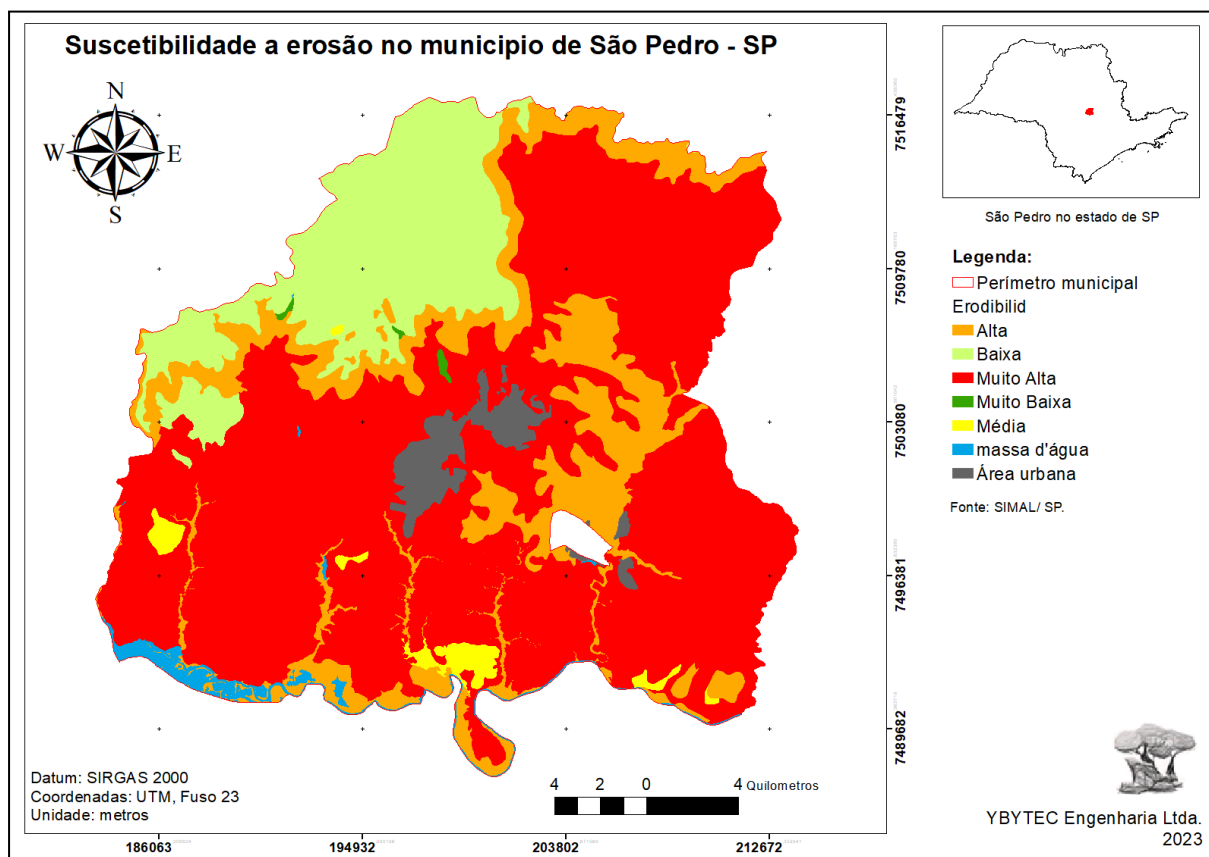 Suscetibilidade a erosão no municipio de São Pedro - SP
N
W
E
S
7516479
7509780
7503080
7496381
7489682
186063
194932
203802
212672
Datum: SIRGAS 2000
Coordenadas: UTM, Fuso 23
Unidade: metros
4 2 0 4 Quilometros
São Pedro no estado de SP
Legenda:
Perímetro municipal
Erodibilid
Alta
Baixa
Muito Alta
Muito Baixa
Média
massa d'água
Área urbana
Fonte: SIMAL/ SP.
YBYTEC Engenharia Ltda.
2023